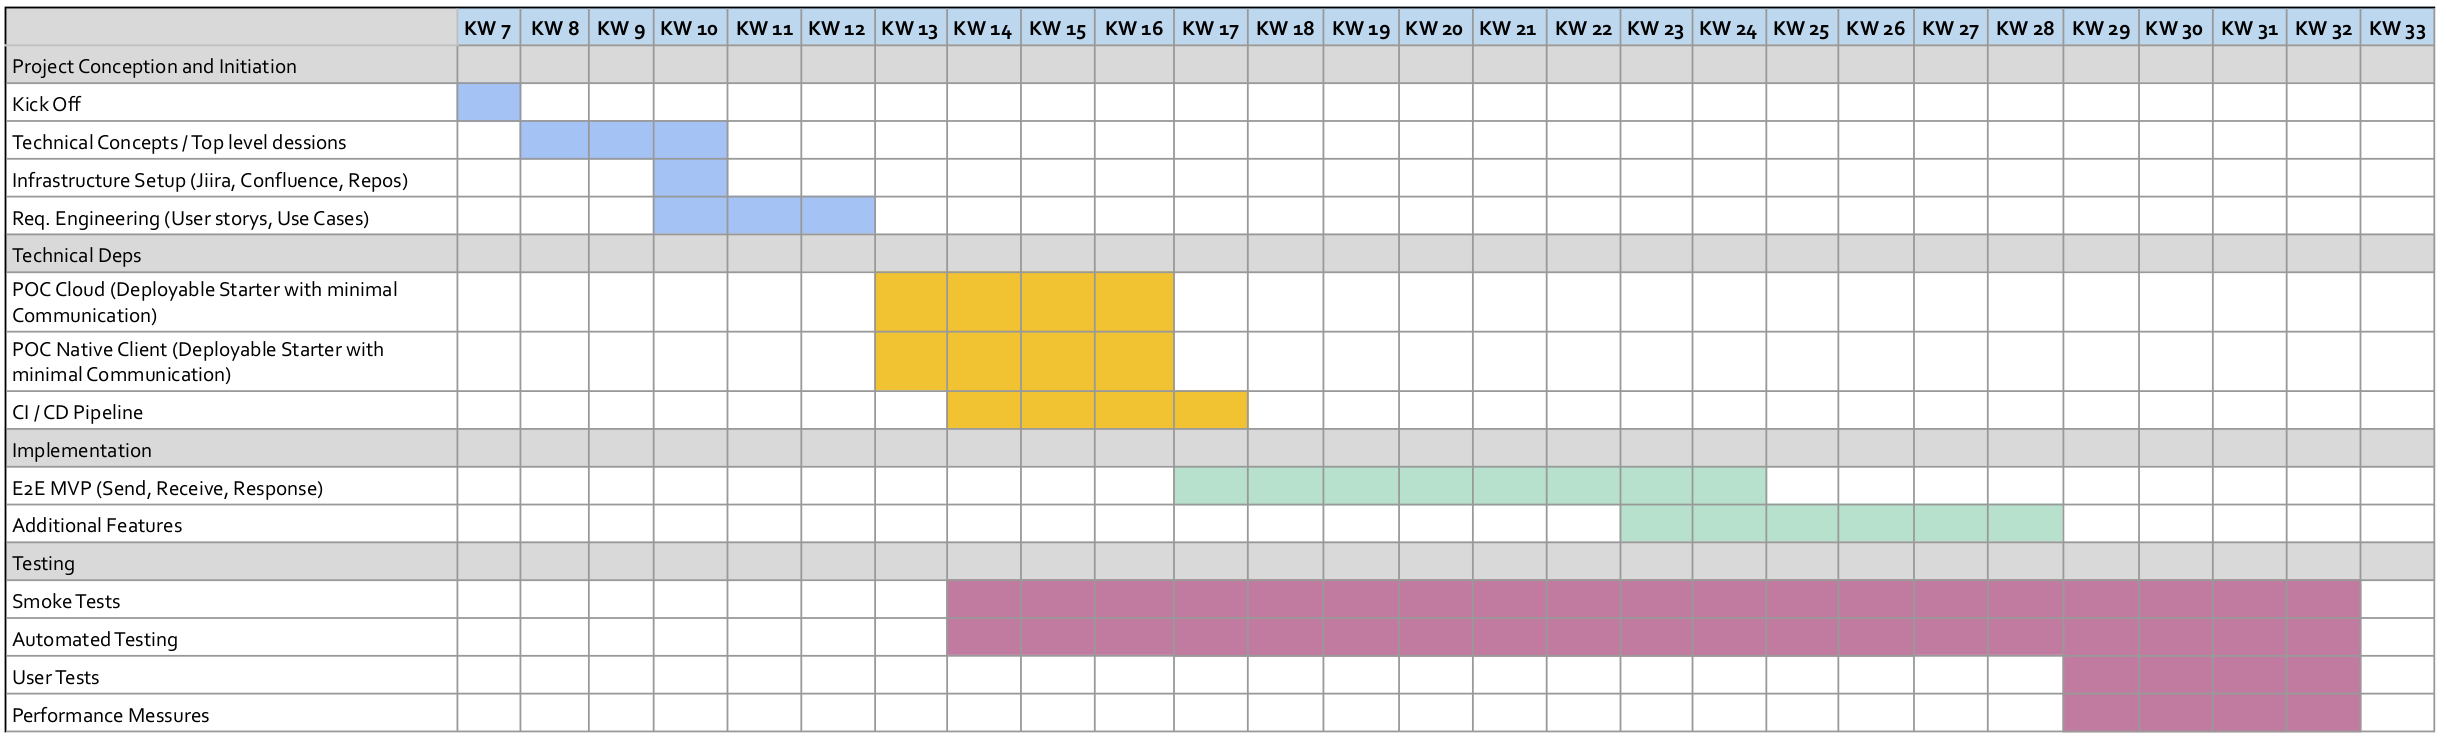 KW 7 KW 8 KW 9 KW 10 KW 11 KW 12 KW 13 KW 14 KW 15 KW 16 KW 17 KW 18 KW 19 KW 20 KW 21 KW 22 KW 23 KW 24 KW 25 KW 26 KW 27 KW 28 KW 29 KW 30 KW 31 KW 32 KW 33
Project Conception and Initiation
Kick Off
Technical Concepts / Top level dessions
Infrastructure Setup (Jiira, Confluence, Repos)
Req. Engineering (User storys, Use Cases)
Technical Deps
POC Cloud (Deployable Starter with minimal
Communication)
POC Native Client (Deployable Starter with
minimal Communication)
CI / CD Pipeline
Implementation
E2E MVP (Send, Receive, Response)
Additional Features
Testing
Smoke Tests
Automated Testing
User Tests
Performance Messures